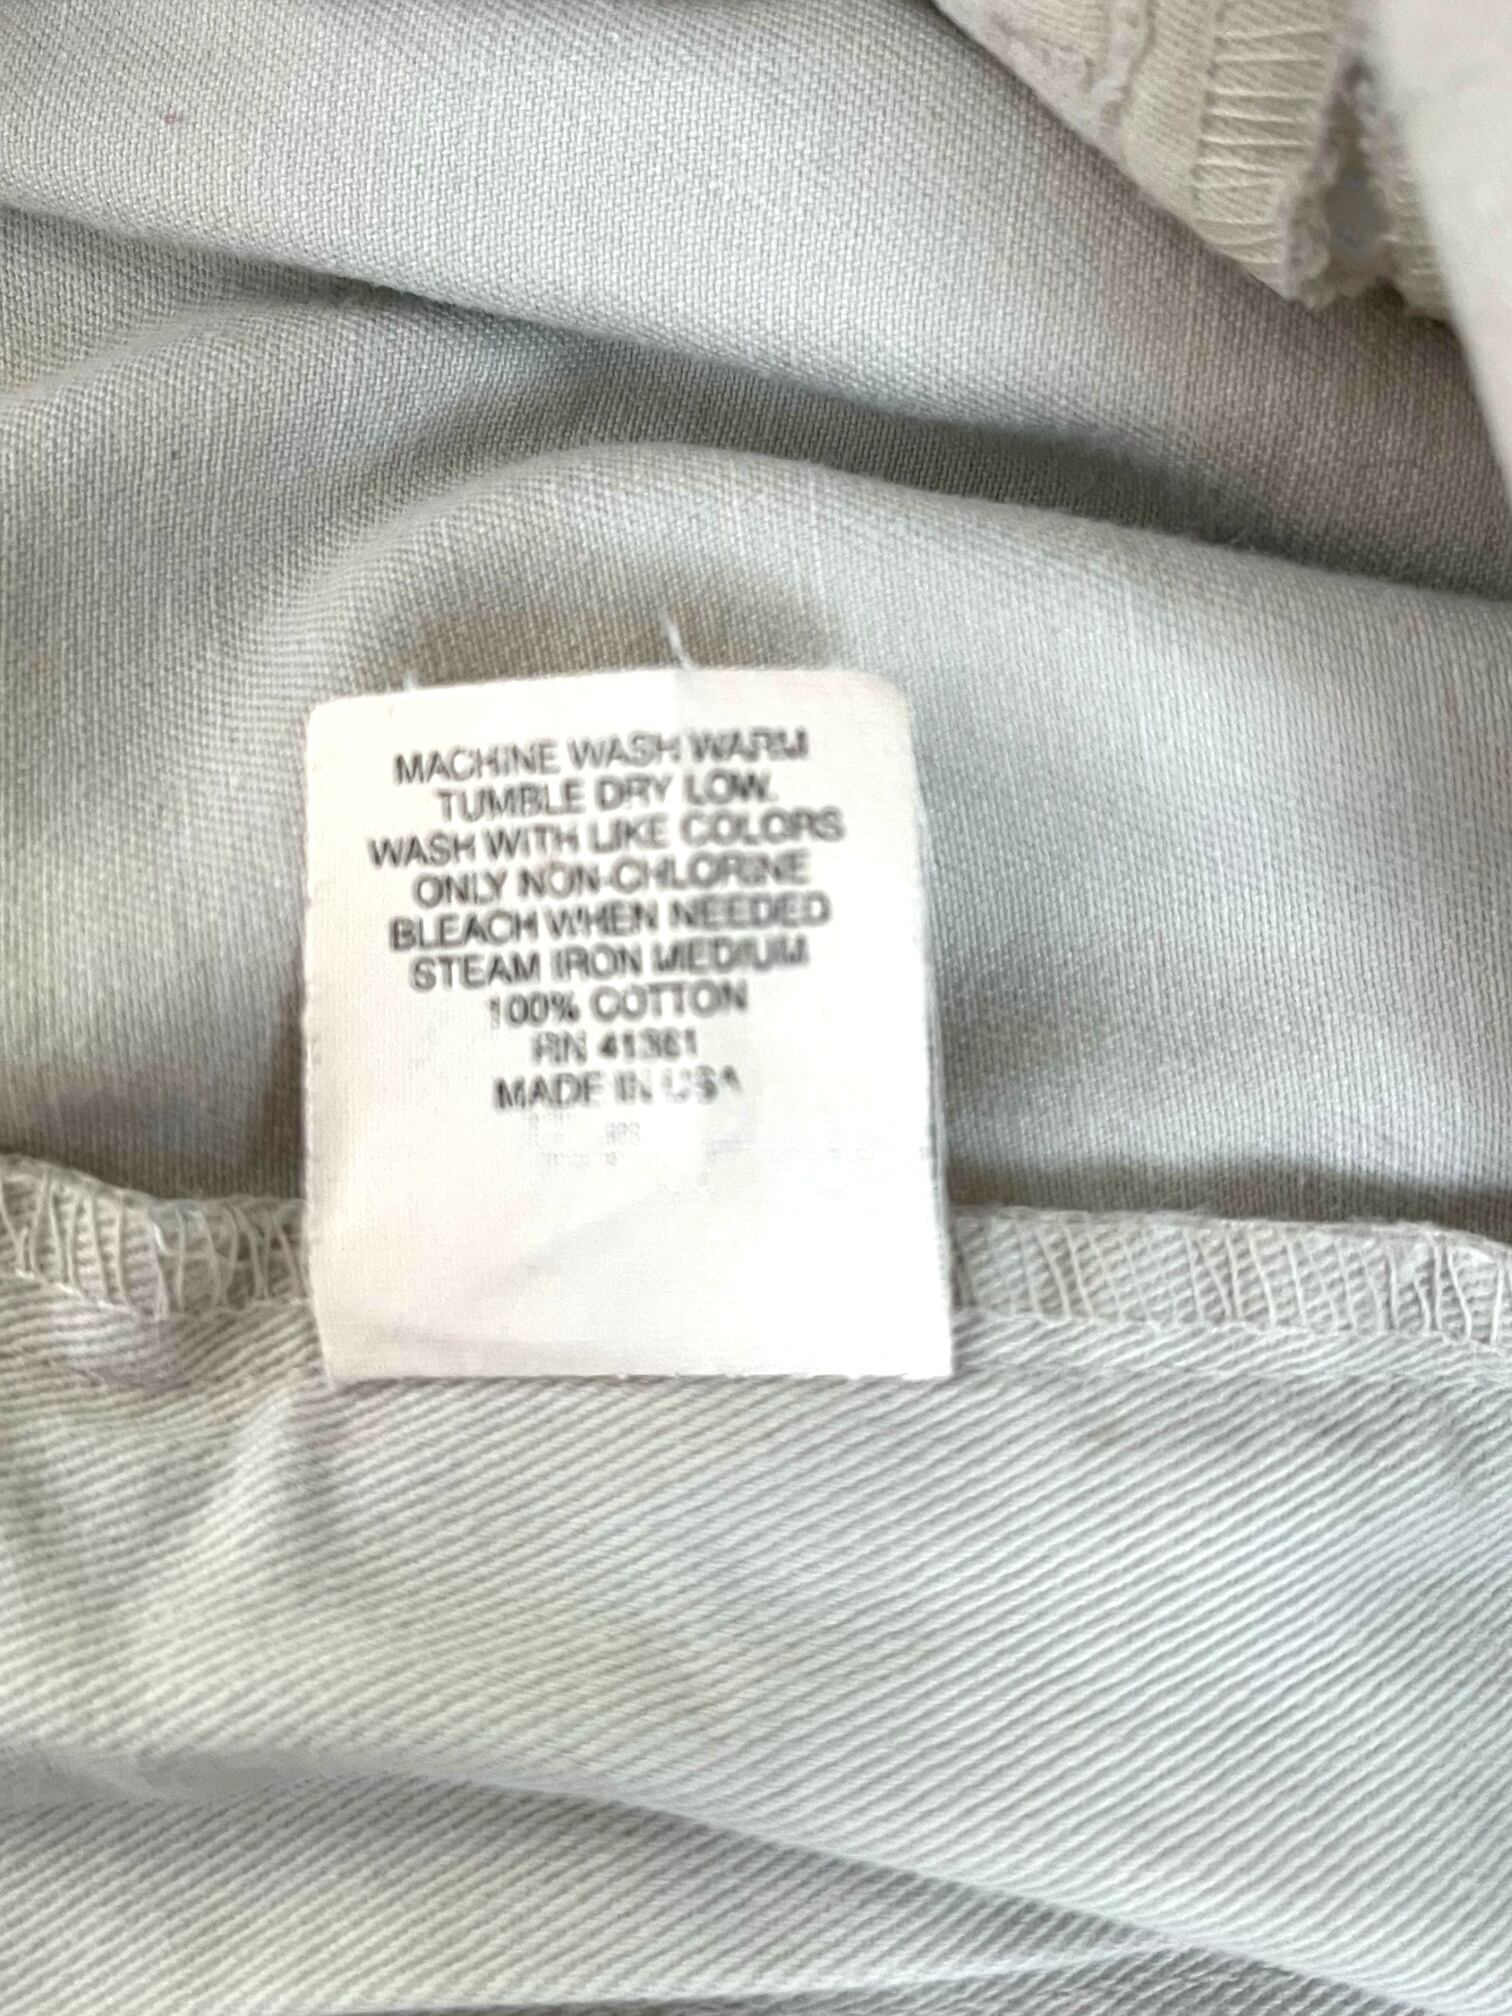 MACHINE WASH WARM
TUMBLE DRY LOW.
WASH WITH LIKE COLORS
ONLY NON-CHLORINE
BLEACH WHEN NEEDED
STEAM IRON MEDIUM
100% COTTON
RN 41381
MADE IN USA